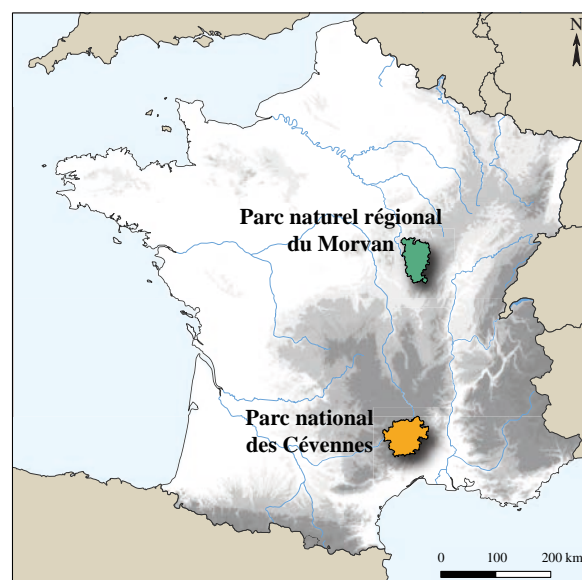 N
Parc naturel régional
du Morvan
Parc national
des Cévennes
0 100 200 km